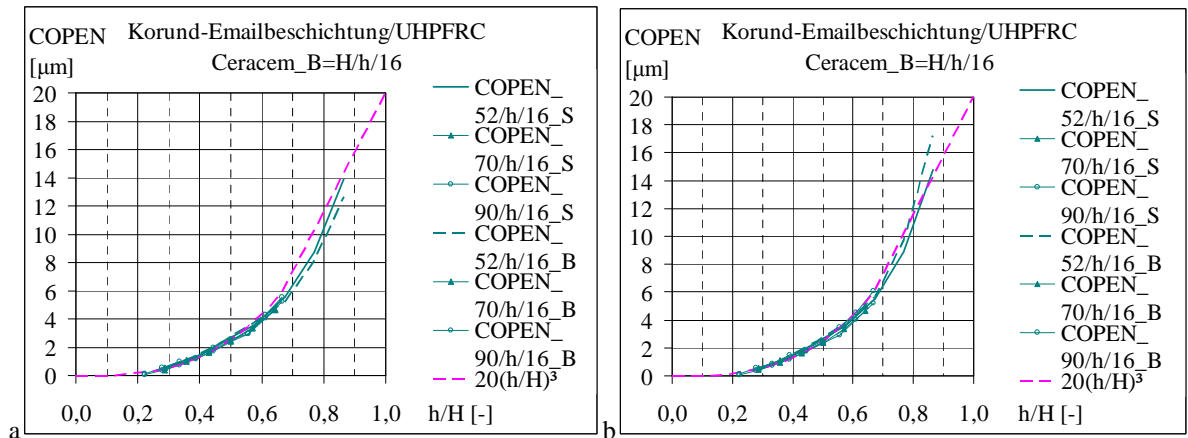 COPEN Korund-Emailbeschichtung/UHPFRC
[µm] Ceracem_B=H/h/16
20
18
16
14
12
10
8
6
4
2
0
0,0 0,2 0,4 0,6 0,8 1,0
h/H [-]
COPEN_
52/h/16_S
COPEN_
70/h/16_S
COPEN_
90/h/16_S
COPEN_
52/h/16_B
COPEN_
70/h/16_B
COPEN_
90/h/16_B
20(h/H)³
a
COPEN Korund-Emailbeschichtung/UHPFRC
[µm] Ceracem_B=H/h/16
20
18
16
14
12
10
8
6
4
2
0
0,0 0,2 0,4 0,6 0,8 1,0
h/H [-]
COPEN_
52/h/16_S
COPEN_
70/h/16_S
COPEN_
90/h/16_S
COPEN_
52/h/16_B
COPEN_
70/h/16_B
COPEN_
90/h/16_B
20(h/H)³
b